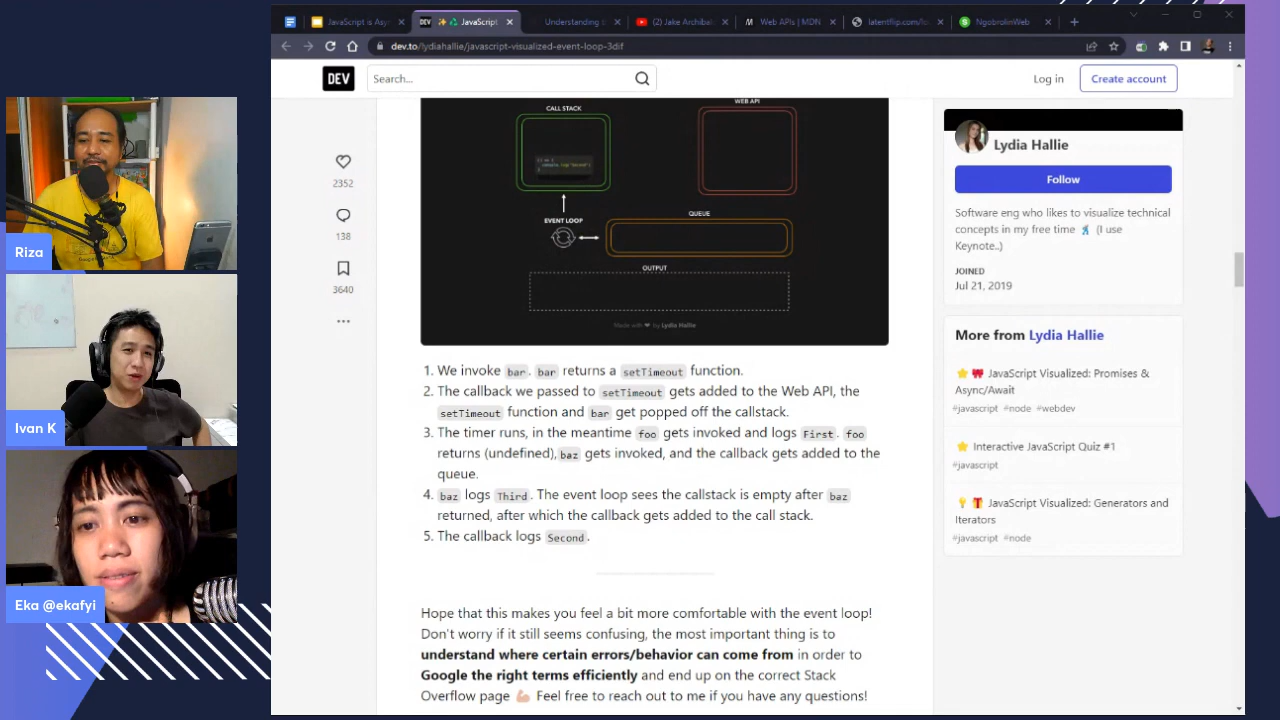 JavaScript is Asy
DEV
JavaScript
Understanding t
(2) Jake Archibal
Web APIs | MDN
latentflip.com/lo
NgobrolinWeb
dev.to/lydiahallie/javascript-visualized-event-loop-3dif
DEV
Search...
Log in
Create account
CALL STACK
WEB API
EVENT LOOP
QUEUE
OUTPUT
Made with ❤ by Lydia Hallie
2352
138
3640
1. We invoke bar. bar returns a setTimeout function.
2. The callback we passed to setTimeout gets added to the Web API, the
setTimeout function and bar get popped off the callstack.
3. The timer runs, in the meantime foo gets invoked and logs First. foo
returns (undefined), baz gets invoked, and the callback gets added to the
queue.
4. baz logs Third. The event loop sees the callstack is empty after baz
returned, after which the callback gets added to the call stack.
5. The callback logs Second.
Hope that this makes you feel a bit more comfortable with the event loop!
Don't worry if it still seems confusing, the most important thing is to
understand where certain errors/behavior can come from in order to
Google the right terms efficiently and end up on the correct Stack
Overflow page 💪🏼 Feel free to reach out to me if you have any questions!
Lydia Hallie
Follow
Software eng who likes to visualize technical
concepts in my free time 💃 (I use
Keynote..)
JOINED
Jul 21, 2019
More from Lydia Hallie
⭐️🎀 JavaScript Visualized: Promises &
Async/Await
#javascript #node #webdev
⭐️ Interactive JavaScript Quiz #1
#javascript
💡🎁 JavaScript Visualized: Generators and
Iterators
#javascript #node
Riza
Ivan K
Eka @ekafyi